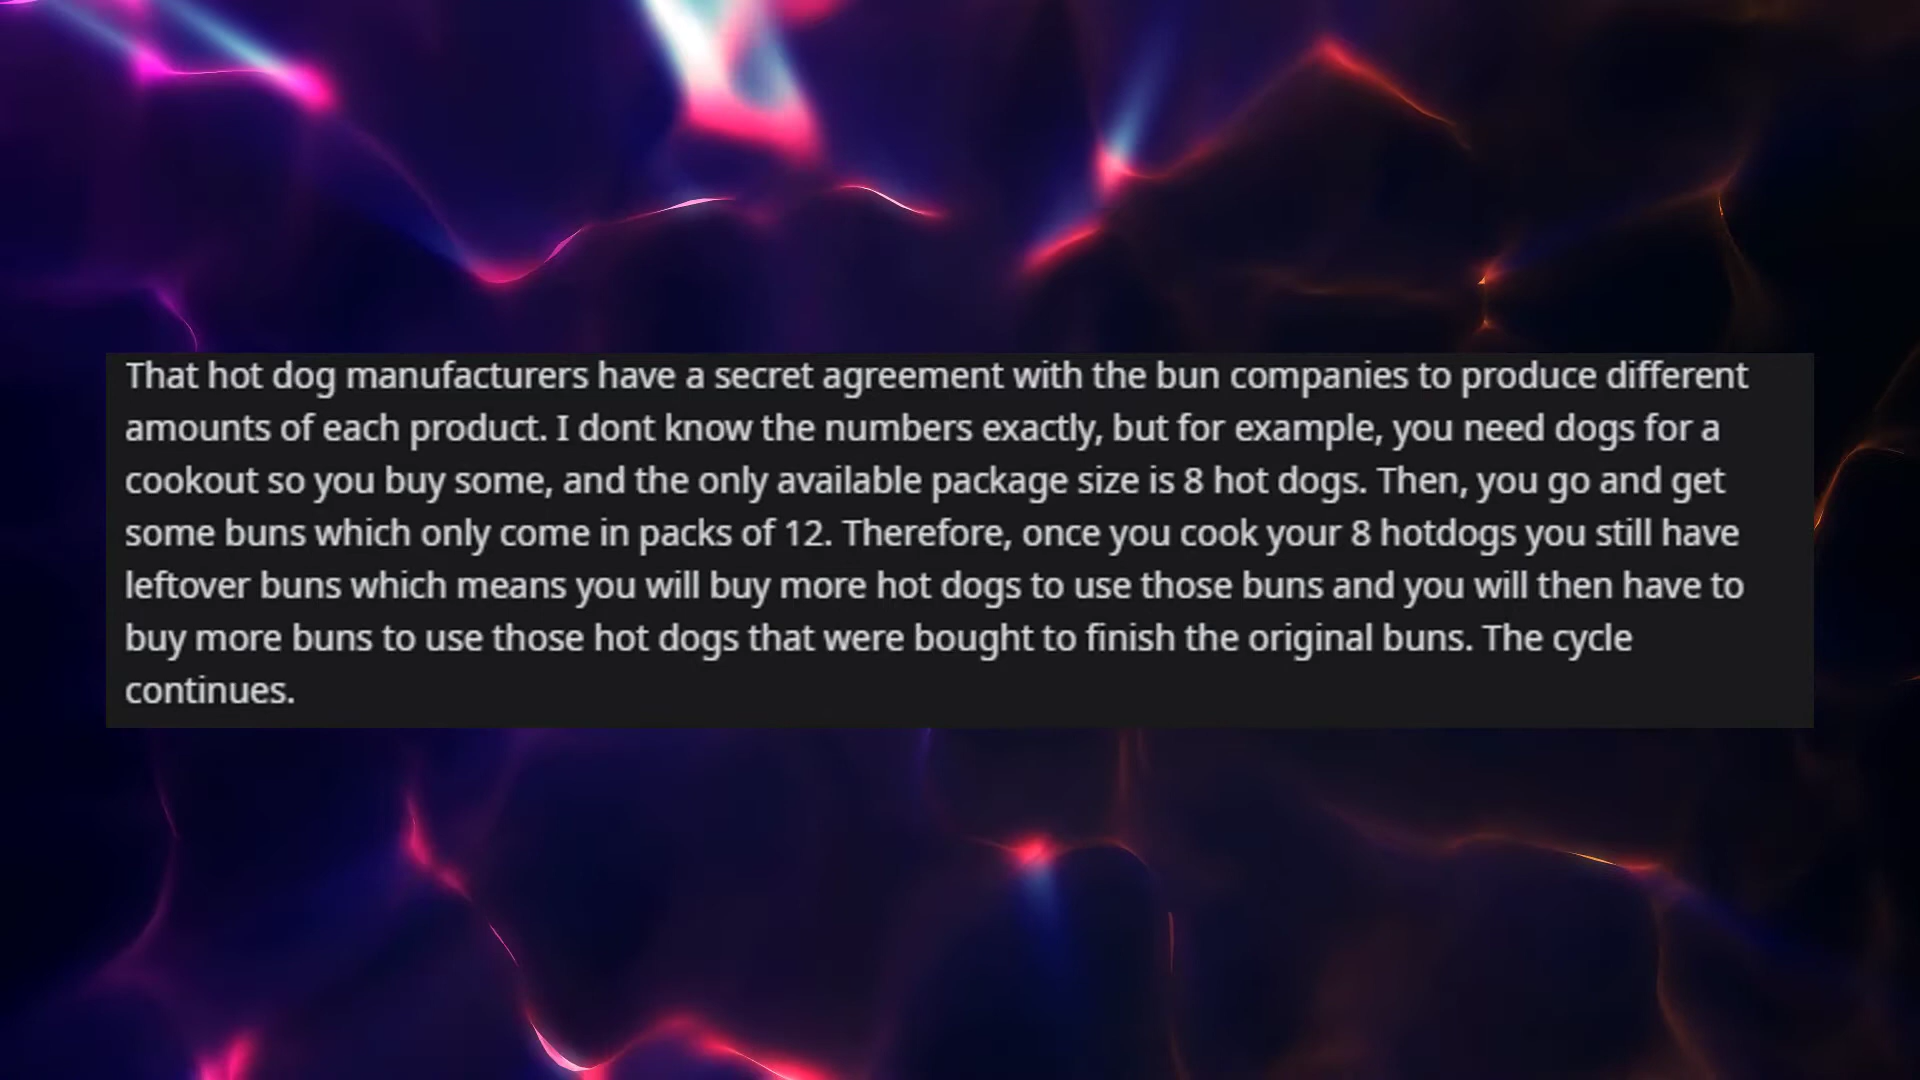 That hot dog manufacturers have a secret agreement with the bun companies to produce different
amounts of each product. I dont know the numbers exactly, but for example, you need dogs for a
cookout so you buy some, and the only available package size is 8 hot dogs. Then, you go and get
some buns which only come in packs of 12. Therefore, once you cook your 8 hotdogs you still have
leftover buns which means you will buy more hot dogs to use those buns and you will then have to
buy more buns to use those hot dogs that were bought to finish the original buns. The cycle
continues.